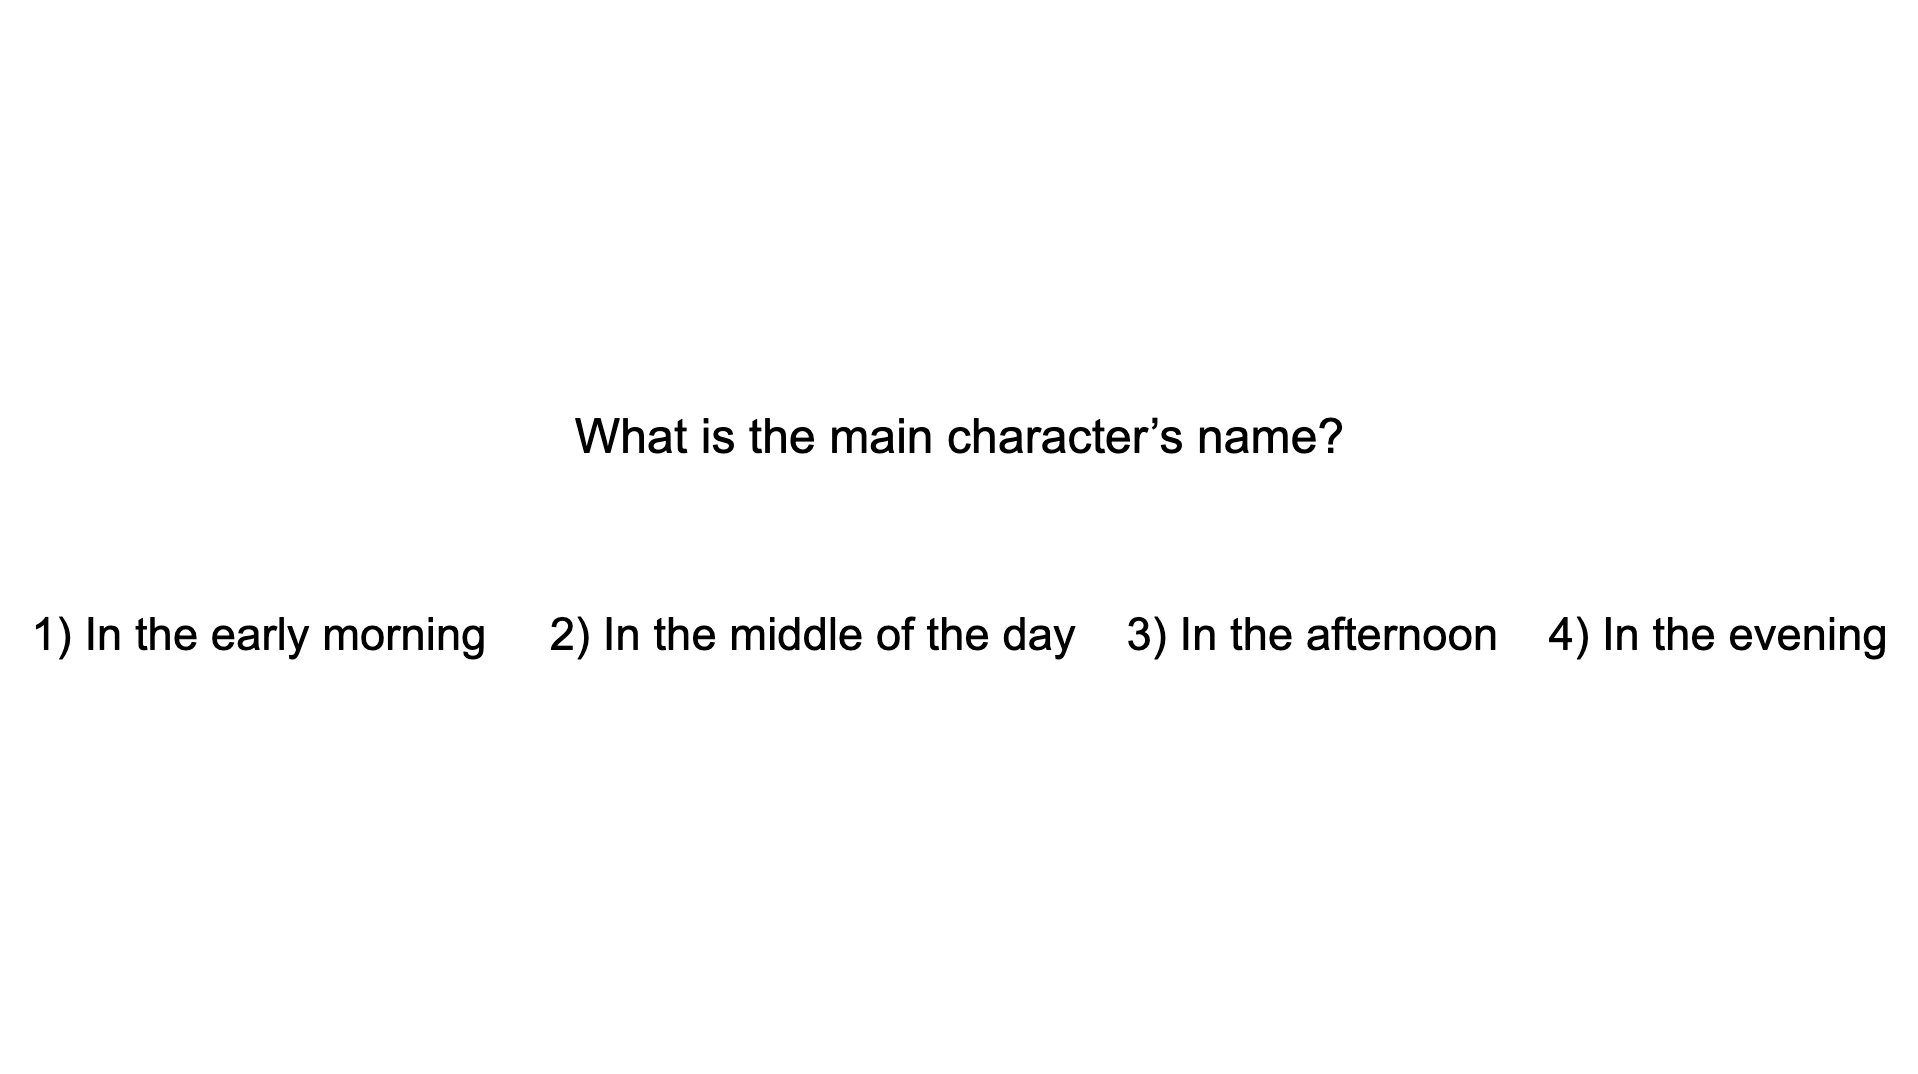 What is the main character’s name?
1) In the early morning 2) In the middle of the day 3) In the afternoon 4) In the evening